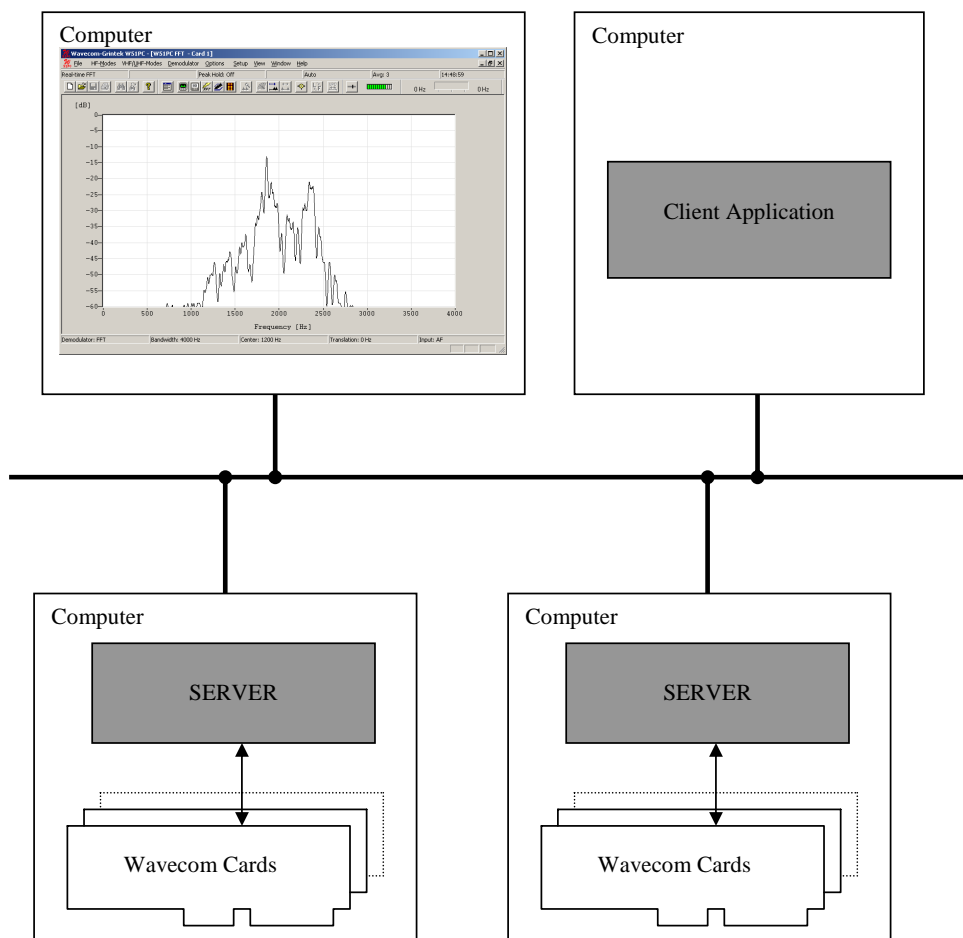 Computer
Wavecom-Grintek W51PC - [W51PC FFT - Card 1]
File HF-Modes VHF/UHF-Modes Demodulator Options Setup View Window Help
Real-time FFT Peak Hold: Off Auto Avg: 3 14:48:59
0 Hz 0 Hz
[dB]
0
-5
-10
-15
-20
-25
-30
-35
-40
-45
-50
-55
-60
0 500 1000 1500 2000 2500 3000 3500 4000
Frequency [Hz]
Demodulator: FFT Bandwidth: 4000 Hz Center: 1200 Hz Translation: 0 Hz Input: AF
Computer
Client Application
Computer
SERVER
Wavecom Cards
Computer
SERVER
Wavecom Cards